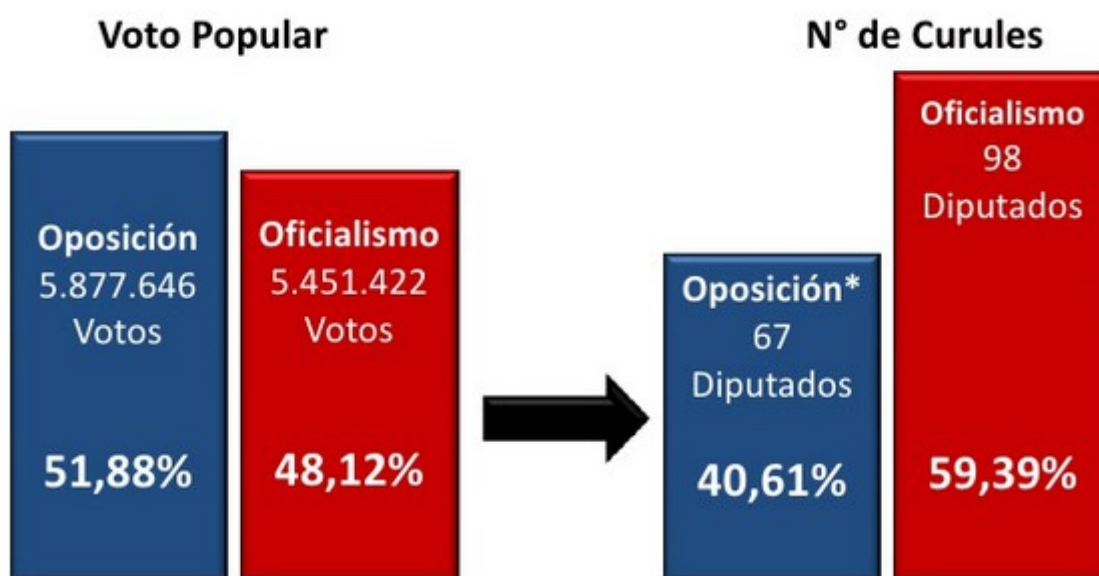 Voto Popular
Oposición
5.877.646
Votos
51,88%
Oficialismo
5.451.422
Votos
48,12%
N° de Curules
Oposición*
67
Diputados
40,61%
Oficialismo
98
Diputados
59,39%